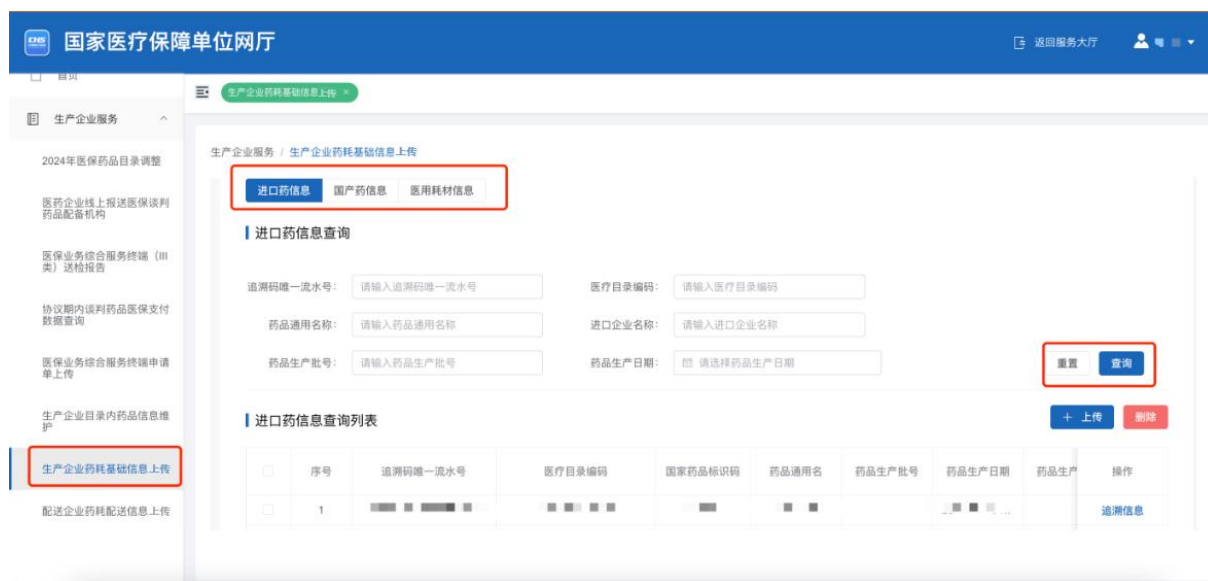 国家医疗保障单位网厅
返回服务大厅
首页
生产企业药耗基础信息上传 ×
生产企业服务
生产企业服务 / 生产企业药耗基础信息上传
2024年医保药品目录调整
医药企业线上报送医保谈判
药品配备机构
医保业务综合服务终端（III
类）送检报告
协议期内谈判药品医保支付
数据查询
医保业务综合服务终端申请
单上传
生产企业目录内药品信息维
护
生产企业药耗基础信息上传
配送企业药耗配送信息上传
进口药信息 国产药信息 医用耗材信息
进口药信息查询
追溯码唯一流水号： 请输入追溯码唯一流水号 医疗目录编码： 请输入医疗目录编码
药品通用名称： 请输入药品通用名称 进口企业名称： 请输入进口企业名称
药品生产批号： 请输入药品生产批号 药品生产日期： 请选择药品生产日期
重置 查询
进口药信息查询列表
+ 上传 删除
序号 追溯码唯一流水号 医疗目录编码 国家药品标识码 药品通用名 药品生产批号 药品生产日期 药品生产 操作
1 追溯信息